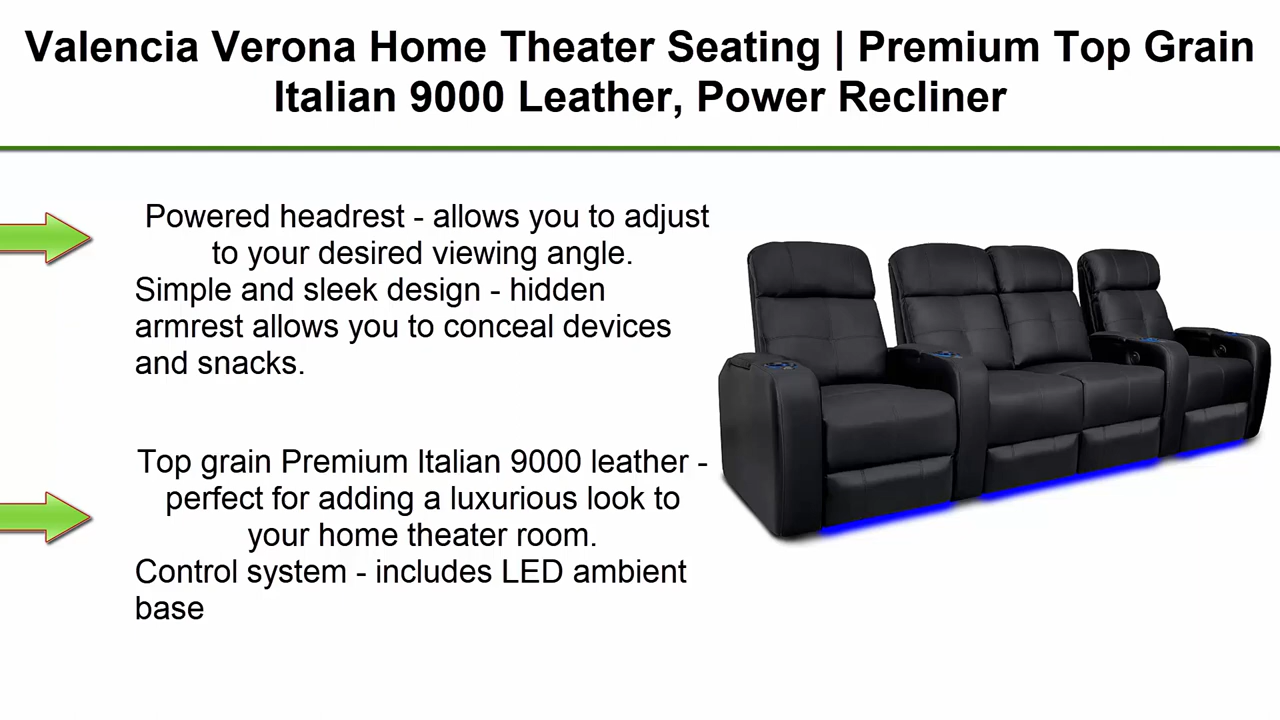 Valencia Verona Home Theater Seating | Premium Top Grain
Italian 9000 Leather, Power Recliner
Powered headrest - allows you to adjust
to your desired viewing angle.
Simple and sleek design - hidden
armrest allows you to conceal devices
and snacks.
Top grain Premium Italian 9000 leather -
perfect for adding a luxurious look to
your home theater room.
Control system - includes LED ambient
base